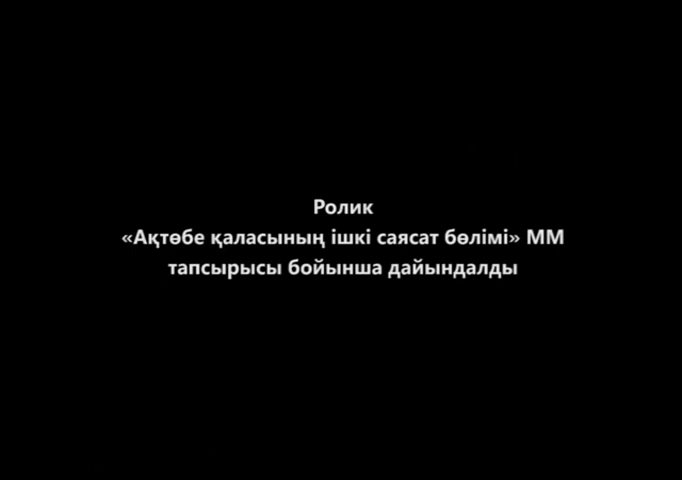 Ролик
«Ақтөбе қаласының ішкі саясат бөлімі» ММ
тапсырысы бойынша дайындалды